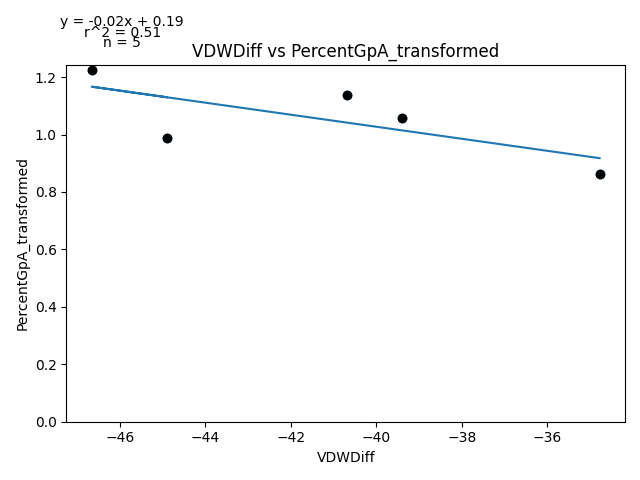 y = -0.02x + 0.19
r^2 = 0.51
n = 5
VDWDiff vs PercentGpA_transformed
1.2
1.0
0.8
0.6
0.4
0.2
0.0
PercentGpA_transformed
−46
−44
−42
−40
−38
−36
VDWDiff